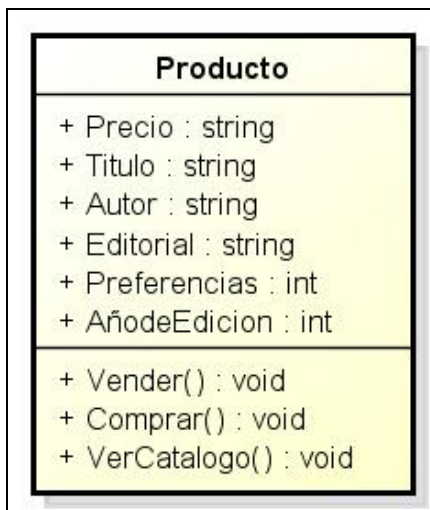 Producto
+ Precio : string
+ Titulo : string
+ Autor : string
+ Editorial : string
+ Preferencias : int
+ AñodeEdicion : int
+ Vender() : void
+ Comprar() : void
+ VerCatalogo() : void